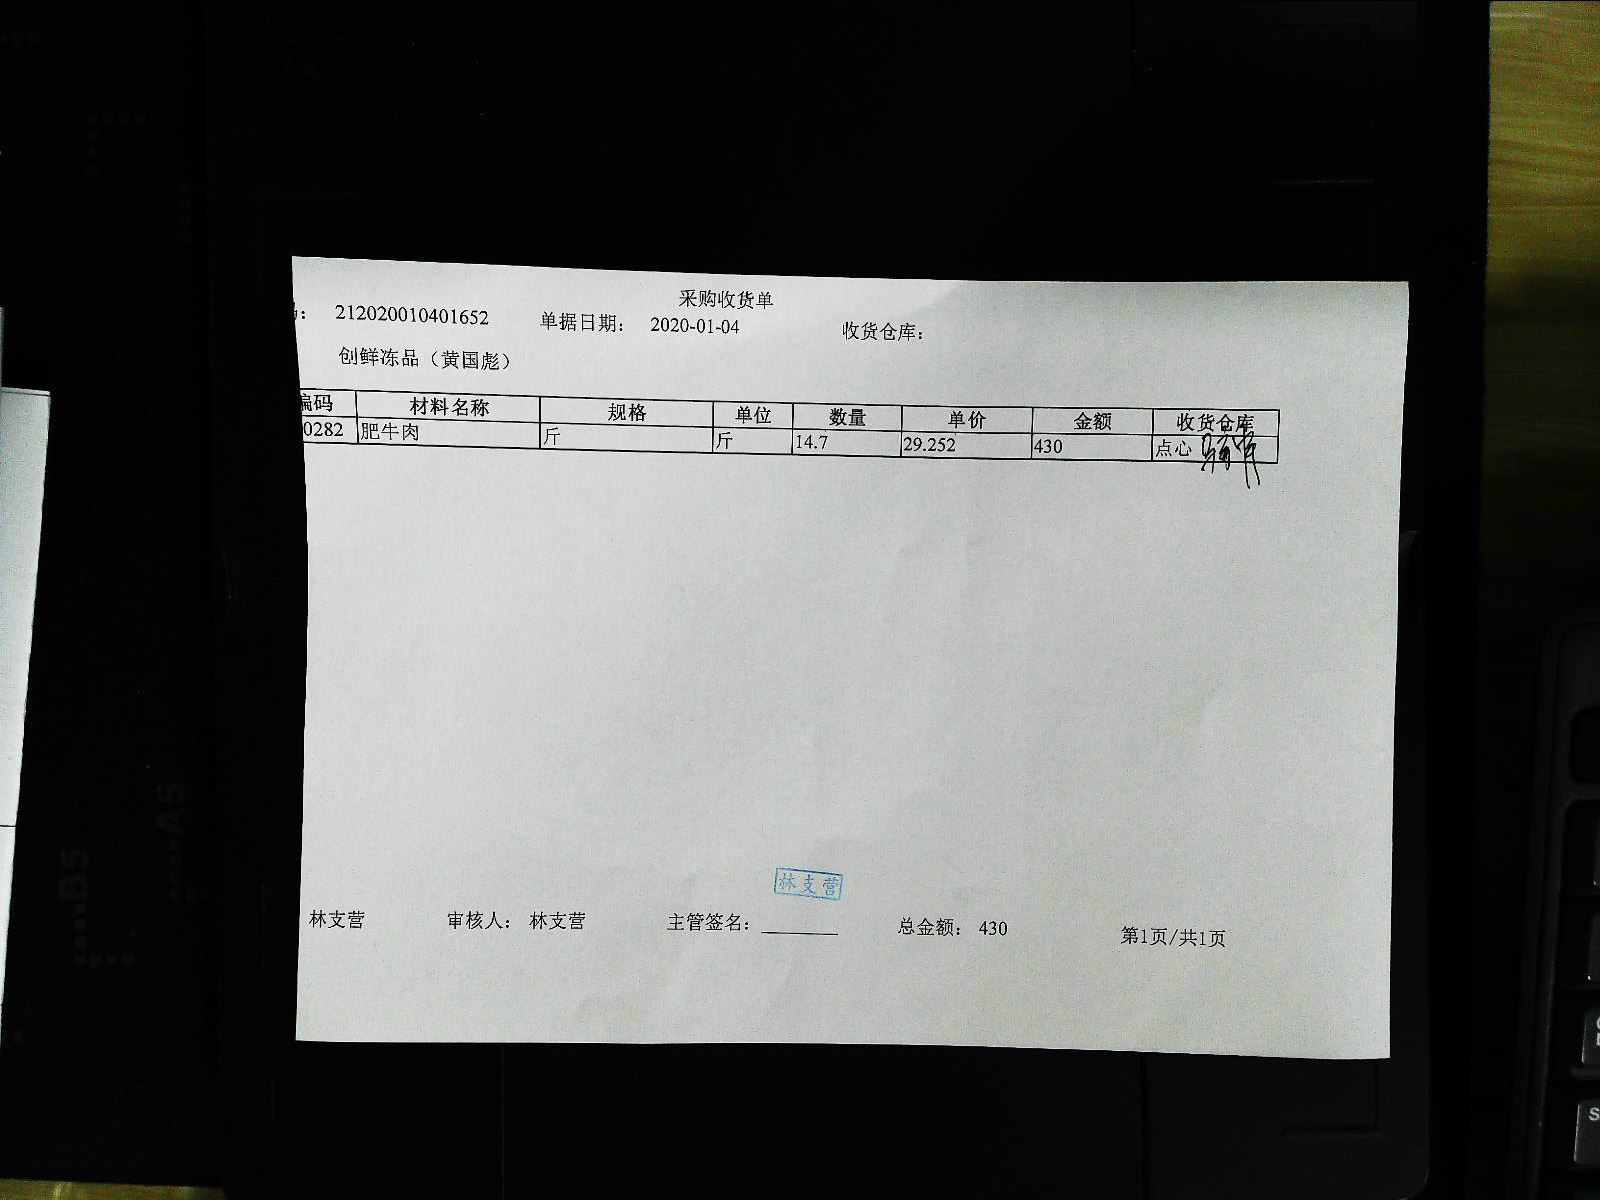 采购收货单
：212020010401652 单据日期： 2020-01-04 收货仓库：
创鲜冻品（黄国彪）
编码 材料名称 规格 单位 数量 单价 金额 收货仓库
0282 肥牛肉 斤 斤 14.7 29.252 430 点心
林支营
林支营 审核人： 林支营 主管签名： 总金额： 430 第1页/共1页
B5
A5